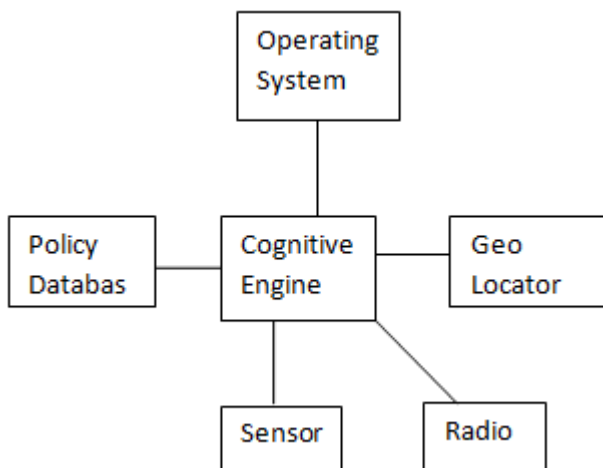 Operating
System
Policy
Databas
Cognitive
Engine
Geo
Locator
Sensor
Radio